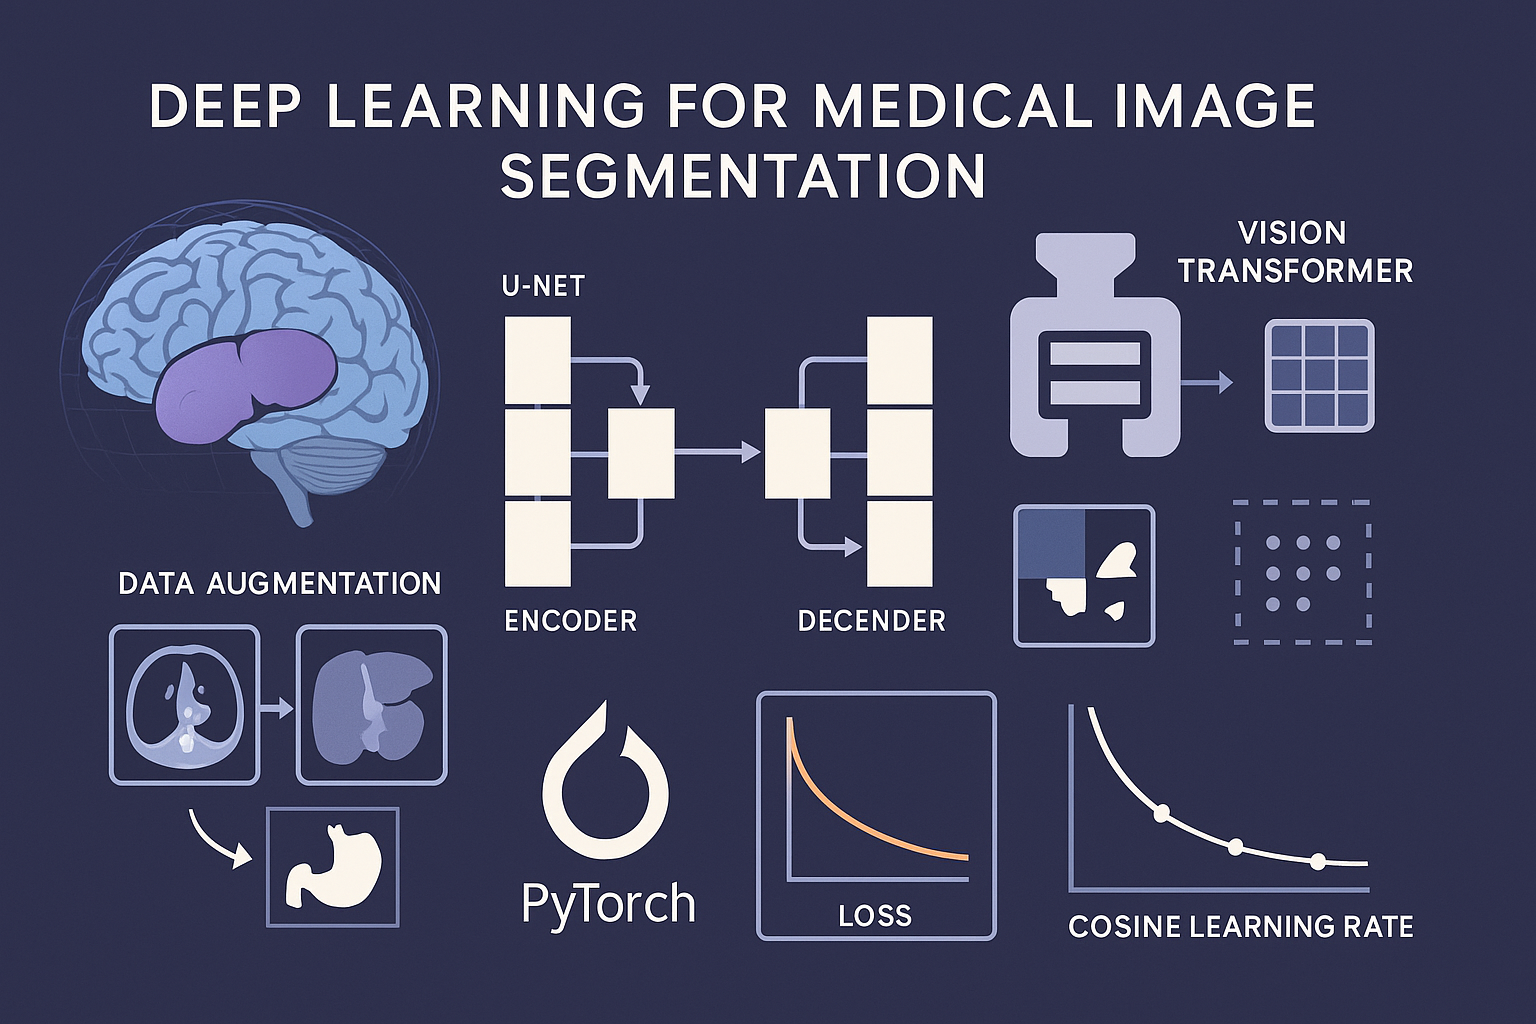 DEEP LEARNING FOR MEDICAL IMAGE
SEGMENTATION
VISION
TRANSFORMER
U-NET
ENCODER
DECENDER
DATA AUGMENTATION
PyTorch
LOSS
COSINE LEARNING RATE